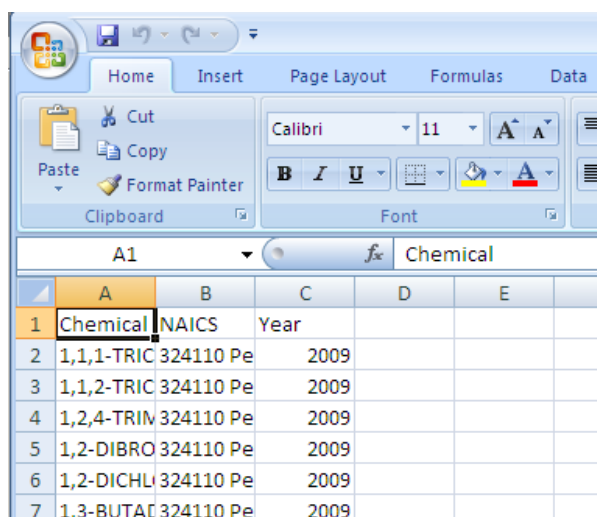 Home Insert Page Layout Formulas Data
Cut
Copy
Paste
Format Painter
Clipboard
Calibri 11 A A
B I U A
Font
A1 fx Chemical
A B C D E
1 Chemical NAICS Year
2 1,1,1-TRIC 324110 Pe 2009
3 1,1,2-TRIC 324110 Pe 2009
4 1,2,4-TRIM 324110 Pe 2009
5 1,2-DIBRO 324110 Pe 2009
6 1,2-DICHL 324110 Pe 2009
7 1,3-BUTAD 324110 Pe 2009